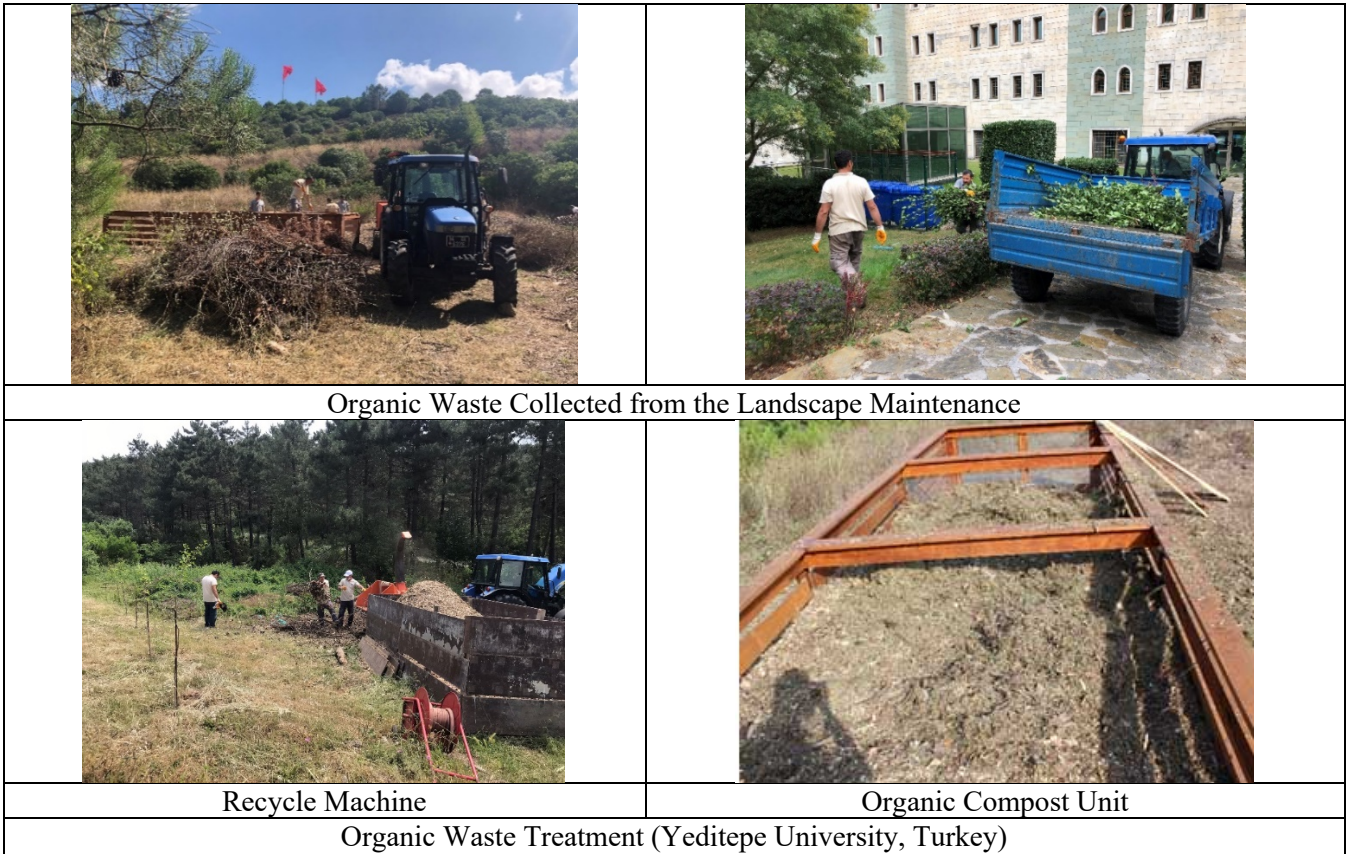 Organic Waste Collected from the Landscape Maintenance
Recycle Machine
Organic Compost Unit
Organic Waste Treatment (Yeditepe University, Turkey)